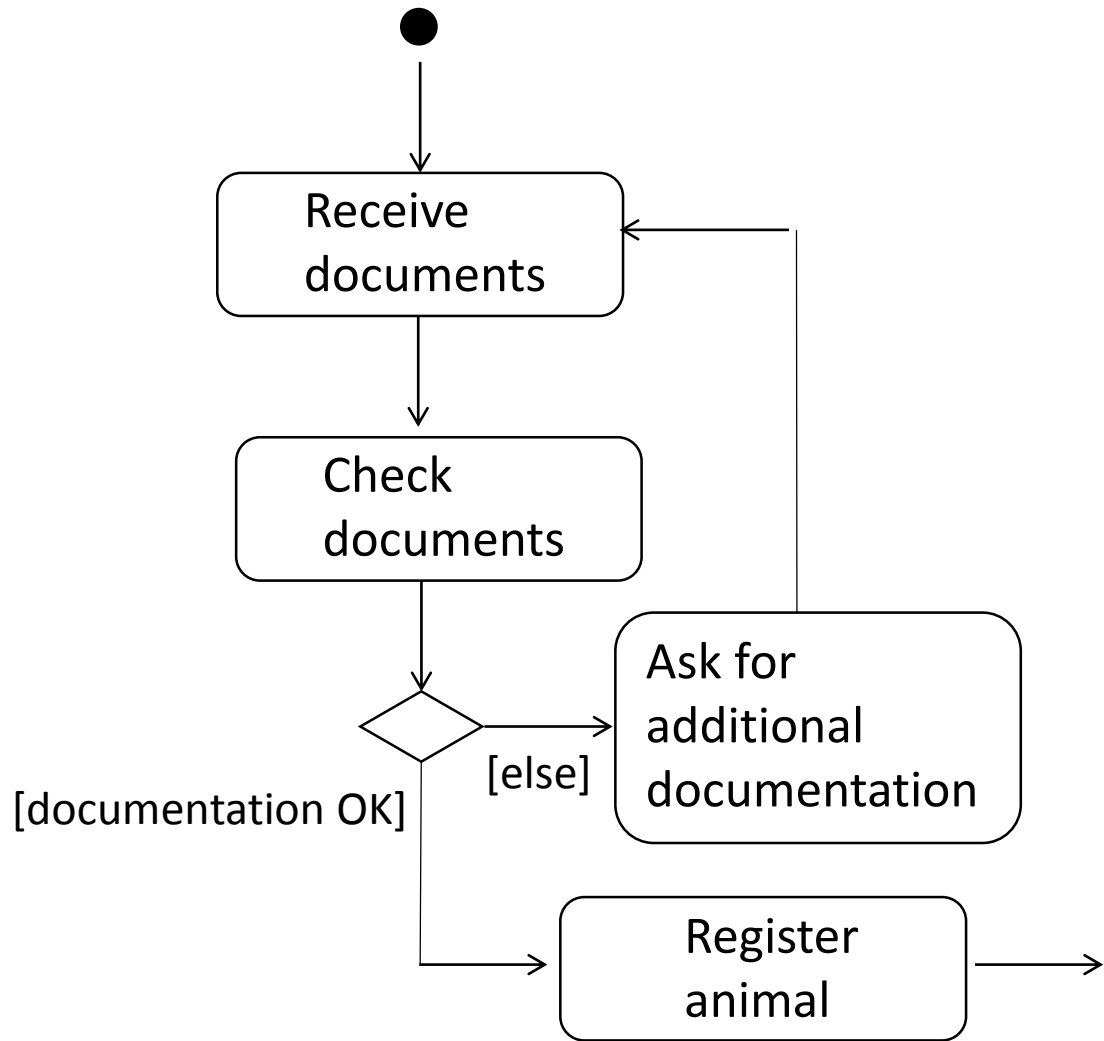 Receive
documents
Check
documents
Ask for
additional
documentation
[else]
[documentation OK]
Register
animal